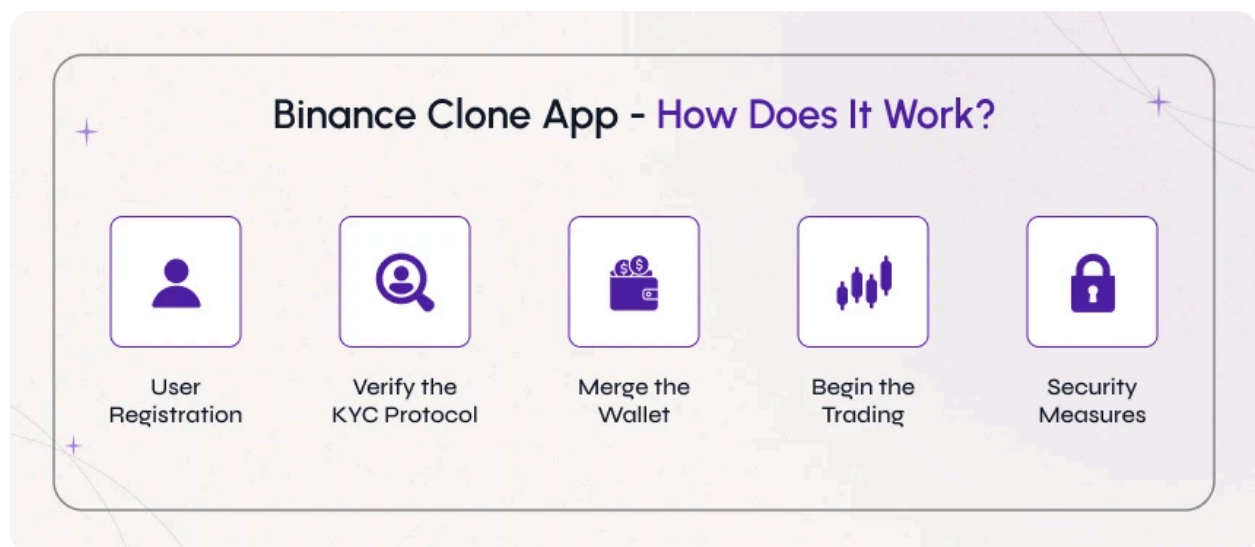 Binance Clone App - How Does It Work?
User
Registration
Verify the
KYC Protocol
Merge the
Wallet
Begin the
Trading
Security
Measures